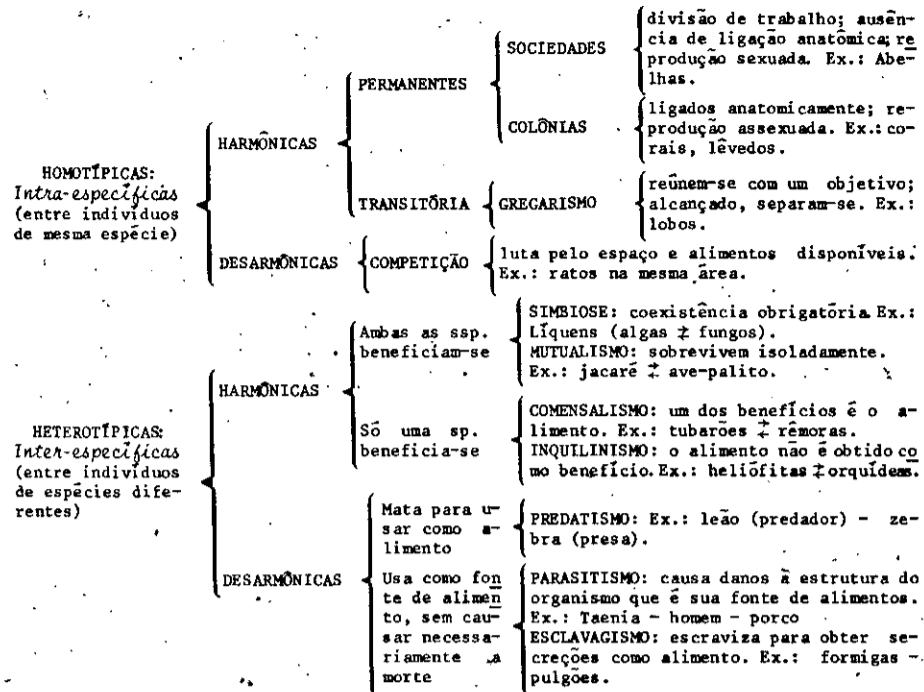 HOMOTÍPICAS:
Intra-específicas
(entre indivíduos
de mesma espécie)
HARMÔNICAS
PERMANENTES
SOCIEDADES
divisão de trabalho; ausên-
cia de ligação anatômica; re
produção sexuada. Ex.: Abe-
lhas.
COLÔNIAS
ligados anatomicamente; re-
produção assexuada. Ex.: co-
rais, lêvedos.
TRANSITÓRIA
GREGARISMO
reúnem-se com um objetivo;
alcançado, separam-se. Ex.:
lobos.
DESARMÔNICAS
COMPETIÇÃO
luta pelo espaço e alimentos disponíveis.
Ex.: ratos na mesma área.
HETEROTÍPICAS:
Inter-específicas
(entre indivíduos
de espécies dife-
rentes)
HARMÔNICAS
Ambas as ssp.
beneficiam-se
SIMBIOSE: coexistência obrigatória Ex.:
Líquens (algas ⇄ fungos).
MUTUALISMO: sobrevivem isoladamente.
Ex.: jacaré ⇄ ave-palito.
Só uma sp.
beneficia-se
COMENSALISMO: um dos benefícios é o a-
limento. Ex.: tubarões ⇄ rêmoras.
INQUILINISMO: o alimento não é obtido co
mo benefício. Ex.: heliófitas ⇄ orquídeas.
DESARMÔNICAS
Mata para u-
sar como a-
limento
PREDATISMO: Ex.: leão (predador) - ze-
bra (presa).
Usa como fon
te de alimen
to, sem cau-
sar necessa-
riamente a
morte
PARASITISMO: causa danos à estrutura do
organismo que é sua fonte de alimentos.
Ex.: Taenia - homem - porco
ESCLAVAGISMO: escraviza para obter se-
creções como alimento. Ex.: formigas -
pulgões.